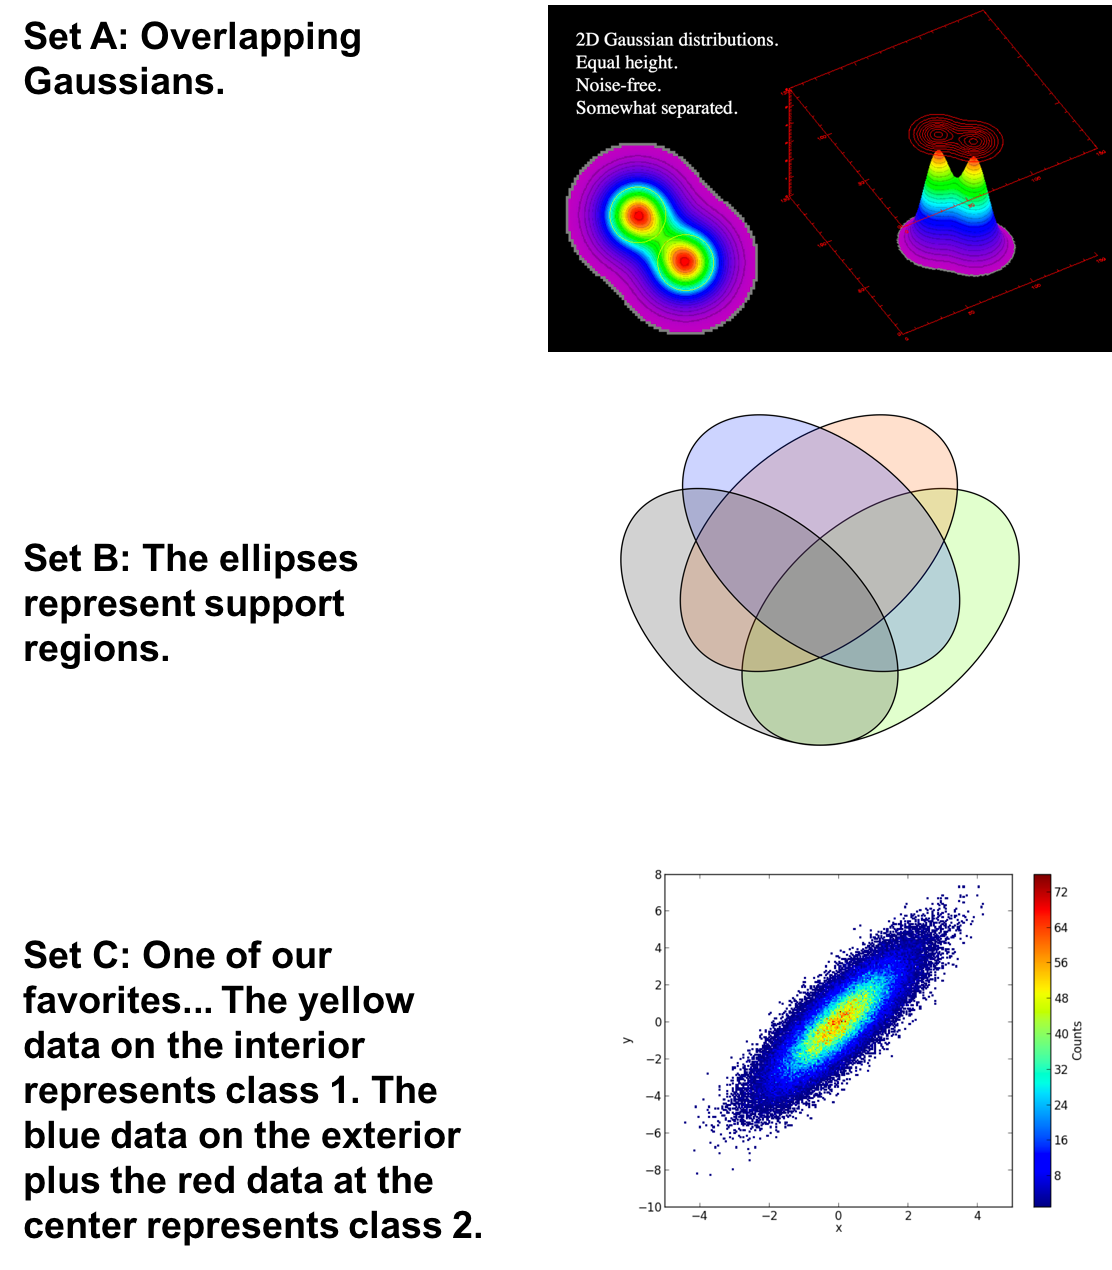 Set A: Overlapping
Gaussians.
2D Gaussian distributions.
Equal height.
Noise-free.
Somewhat separated.
Set B: The ellipses
represent support
regions.
Set C: One of our
favorites... The yellow
data on the interior
represents class 1. The
blue data on the exterior
plus the red data at the
center represents class 2.
8
6
4
2
0
−2
−4
−6
−8
−10
y
−4
−2
0
2
4
x
72
64
56
48
40
32
24
16
8
Counts